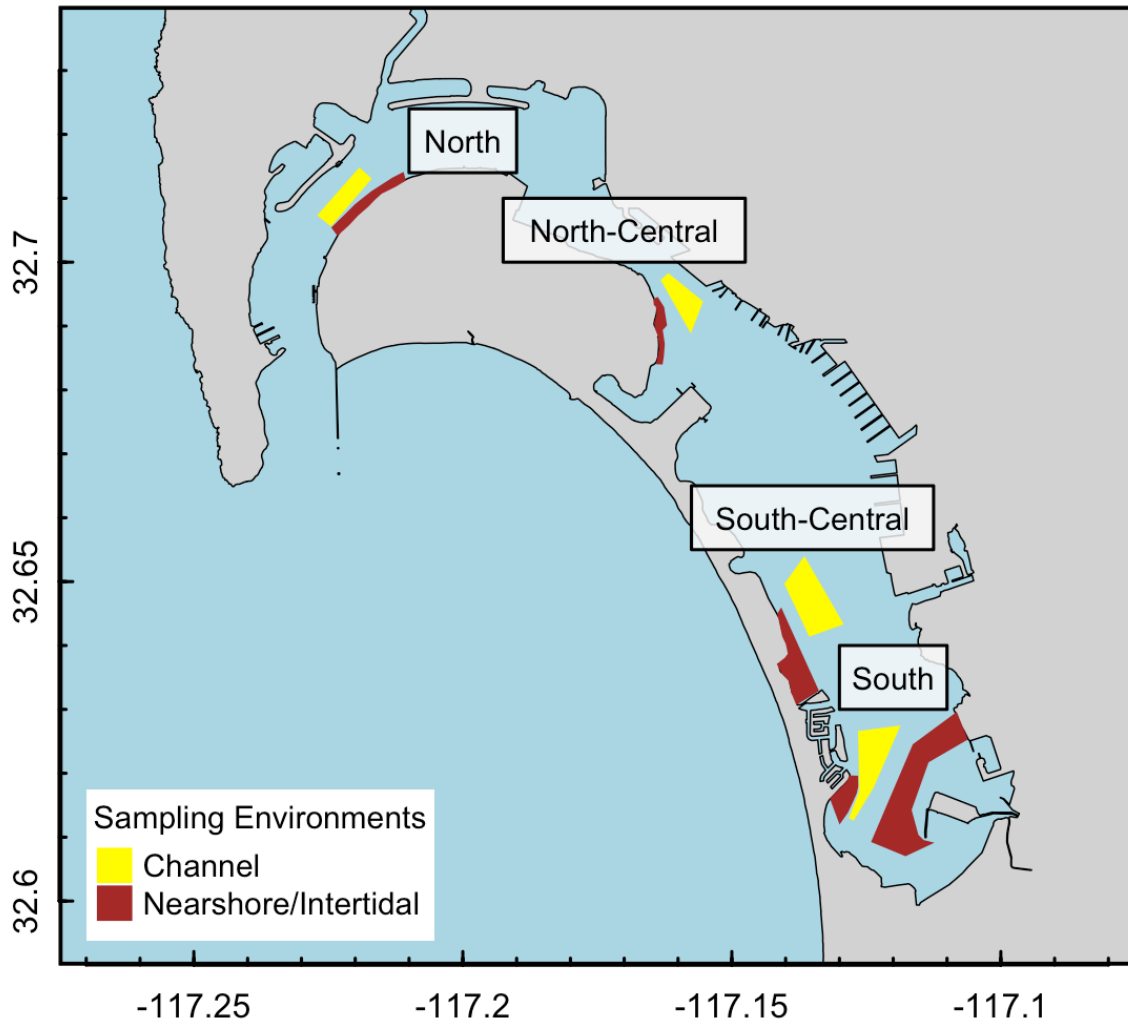 North
North-Central
South-Central
South
Sampling Environments
Channel
Nearshore/Intertidal
32.7
32.65
32.6
-117.25
-117.2
-117.15
-117.1